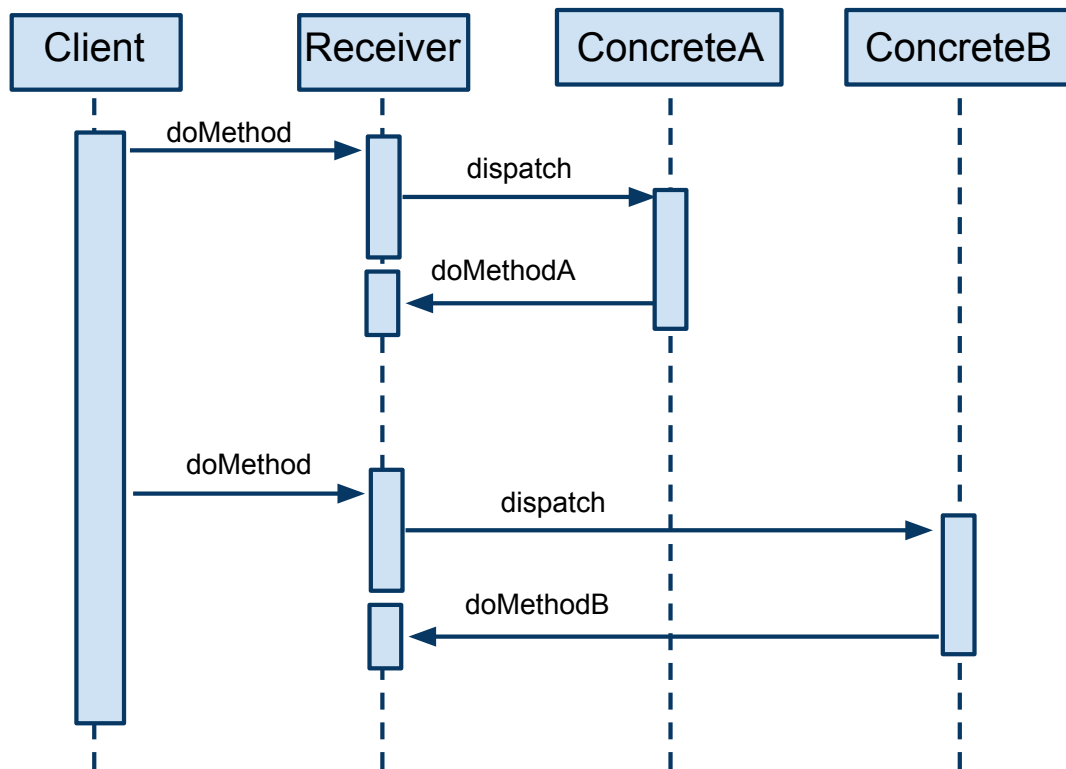 Client
Receiver
ConcreteA
ConcreteB
doMethod
dispatch
doMethodA
doMethod
dispatch
doMethodB